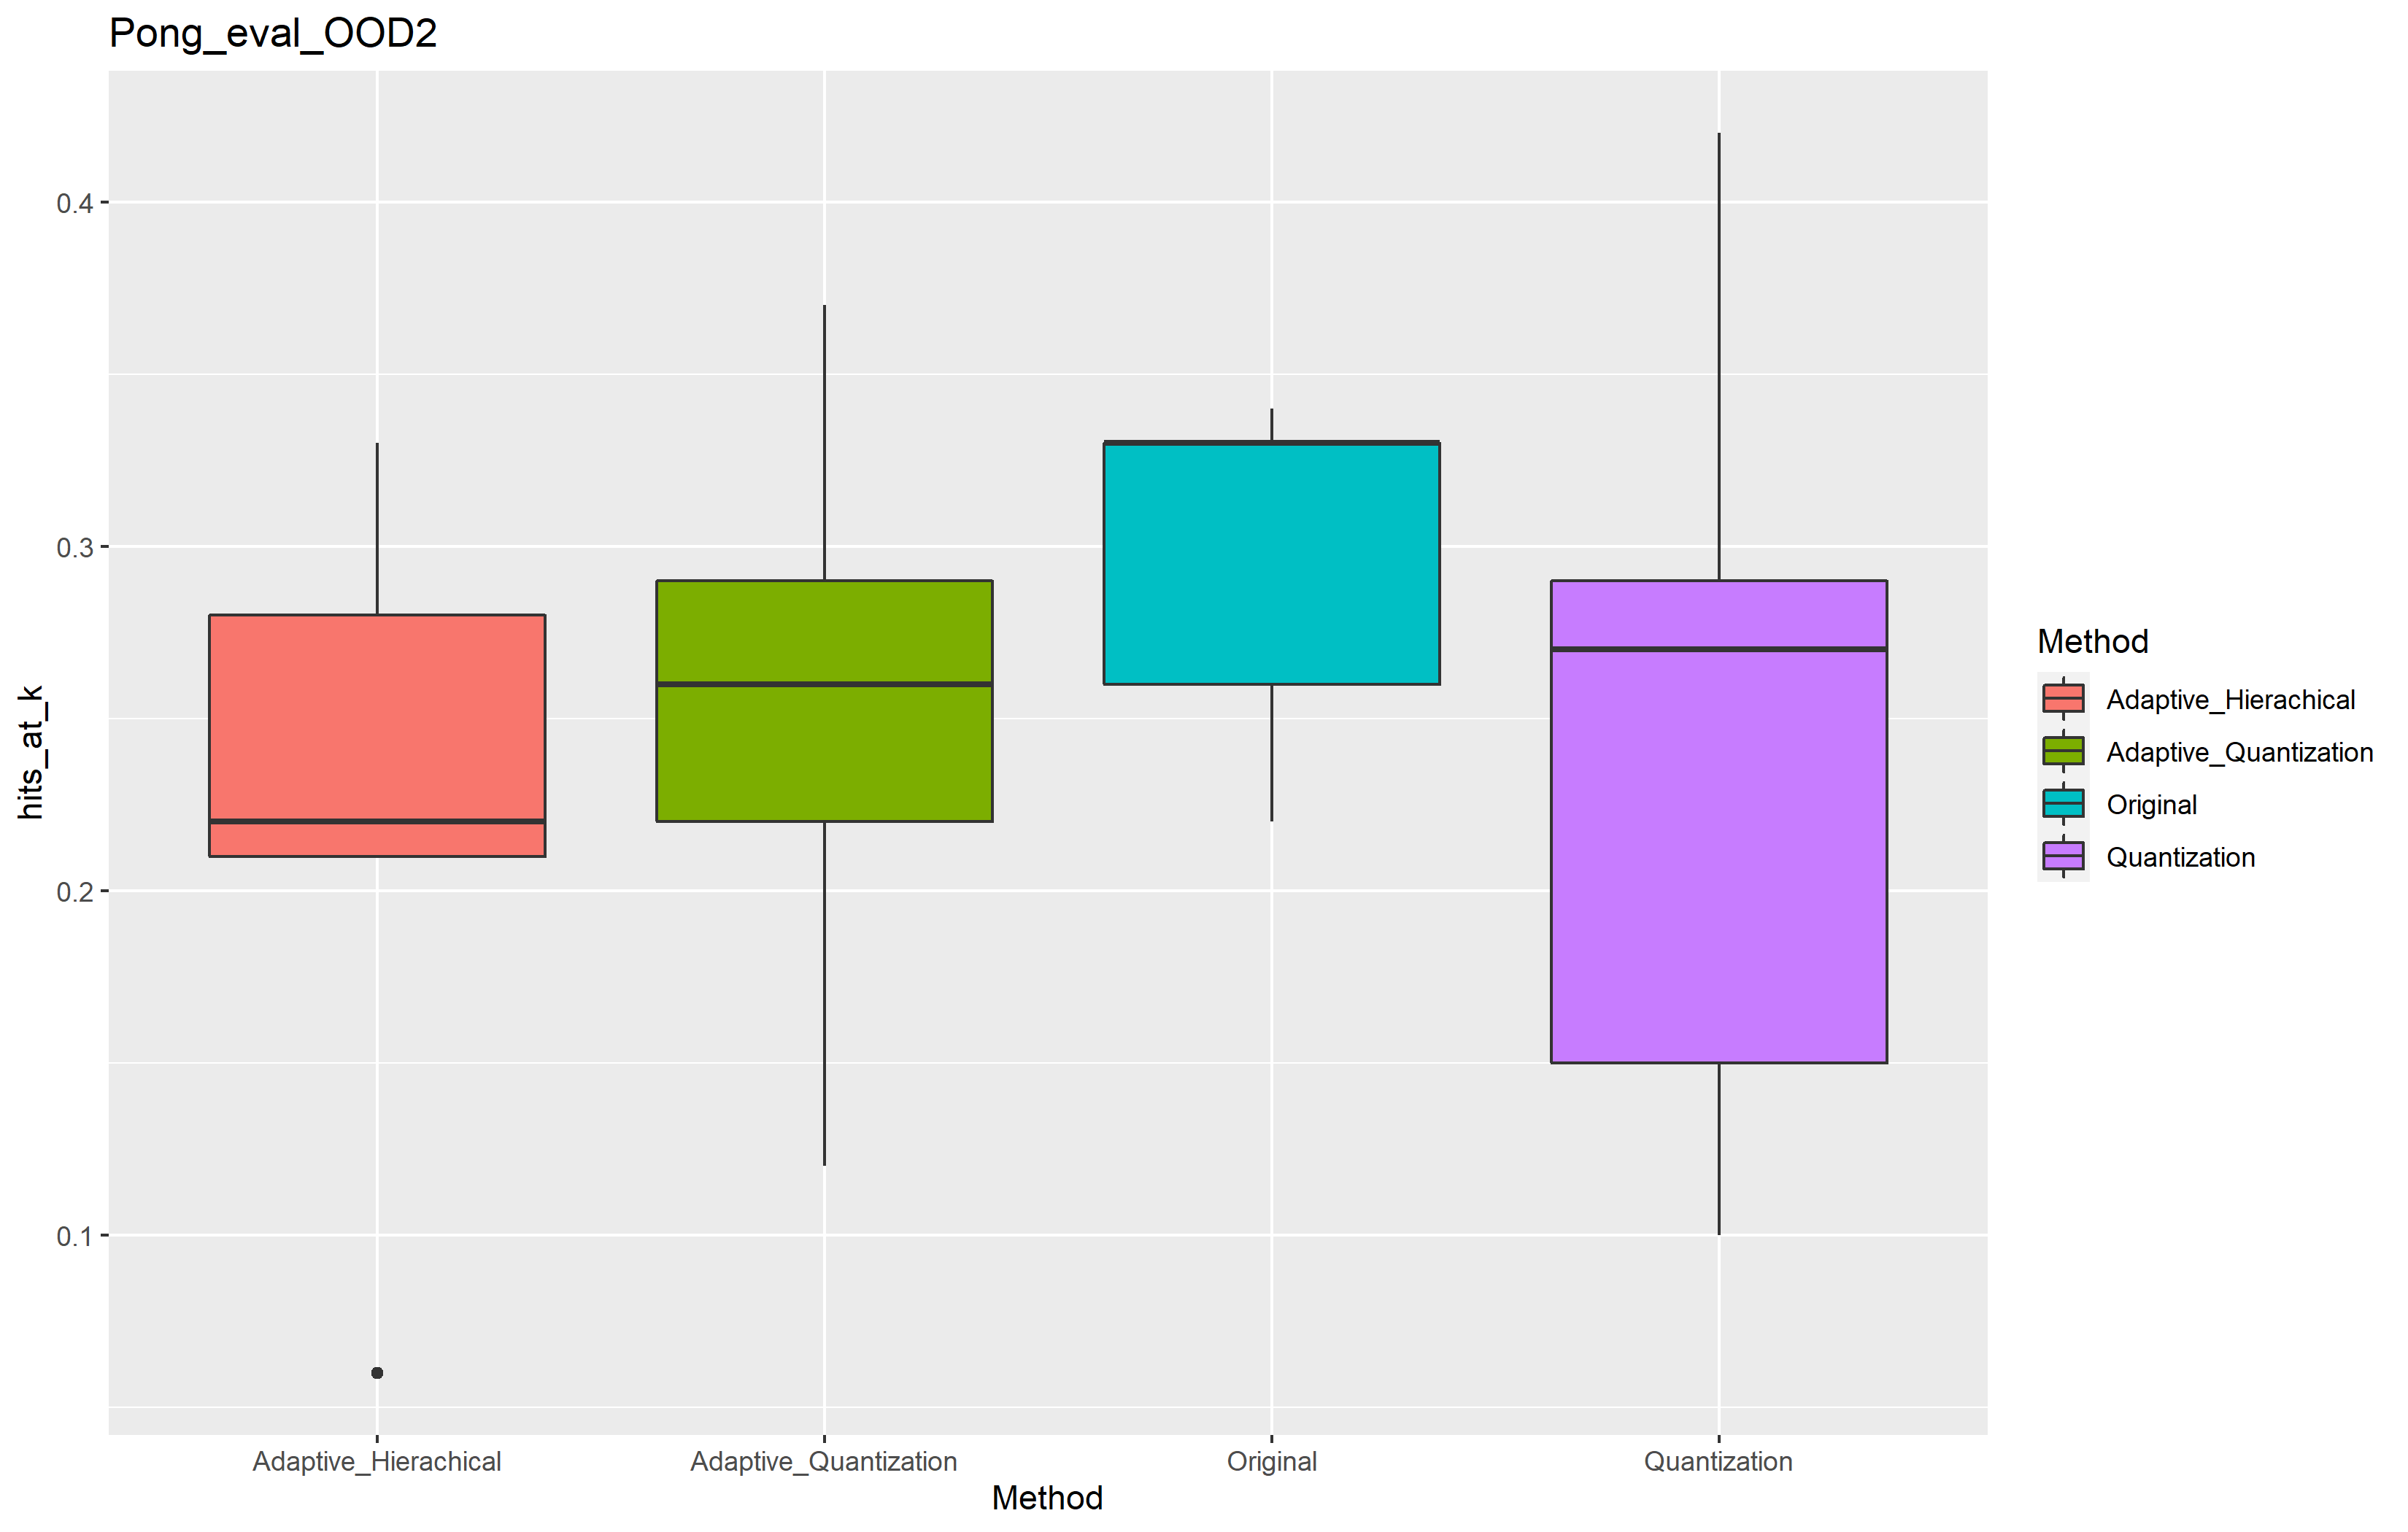 Pong_eval_OOD2
hits_at_k
0.4
0.3
0.2
0.1
Adaptive_Hierachical
Adaptive_Quantization
Original
Quantization
Method
Method
Adaptive_Hierachical
Adaptive_Quantization
Original
Quantization